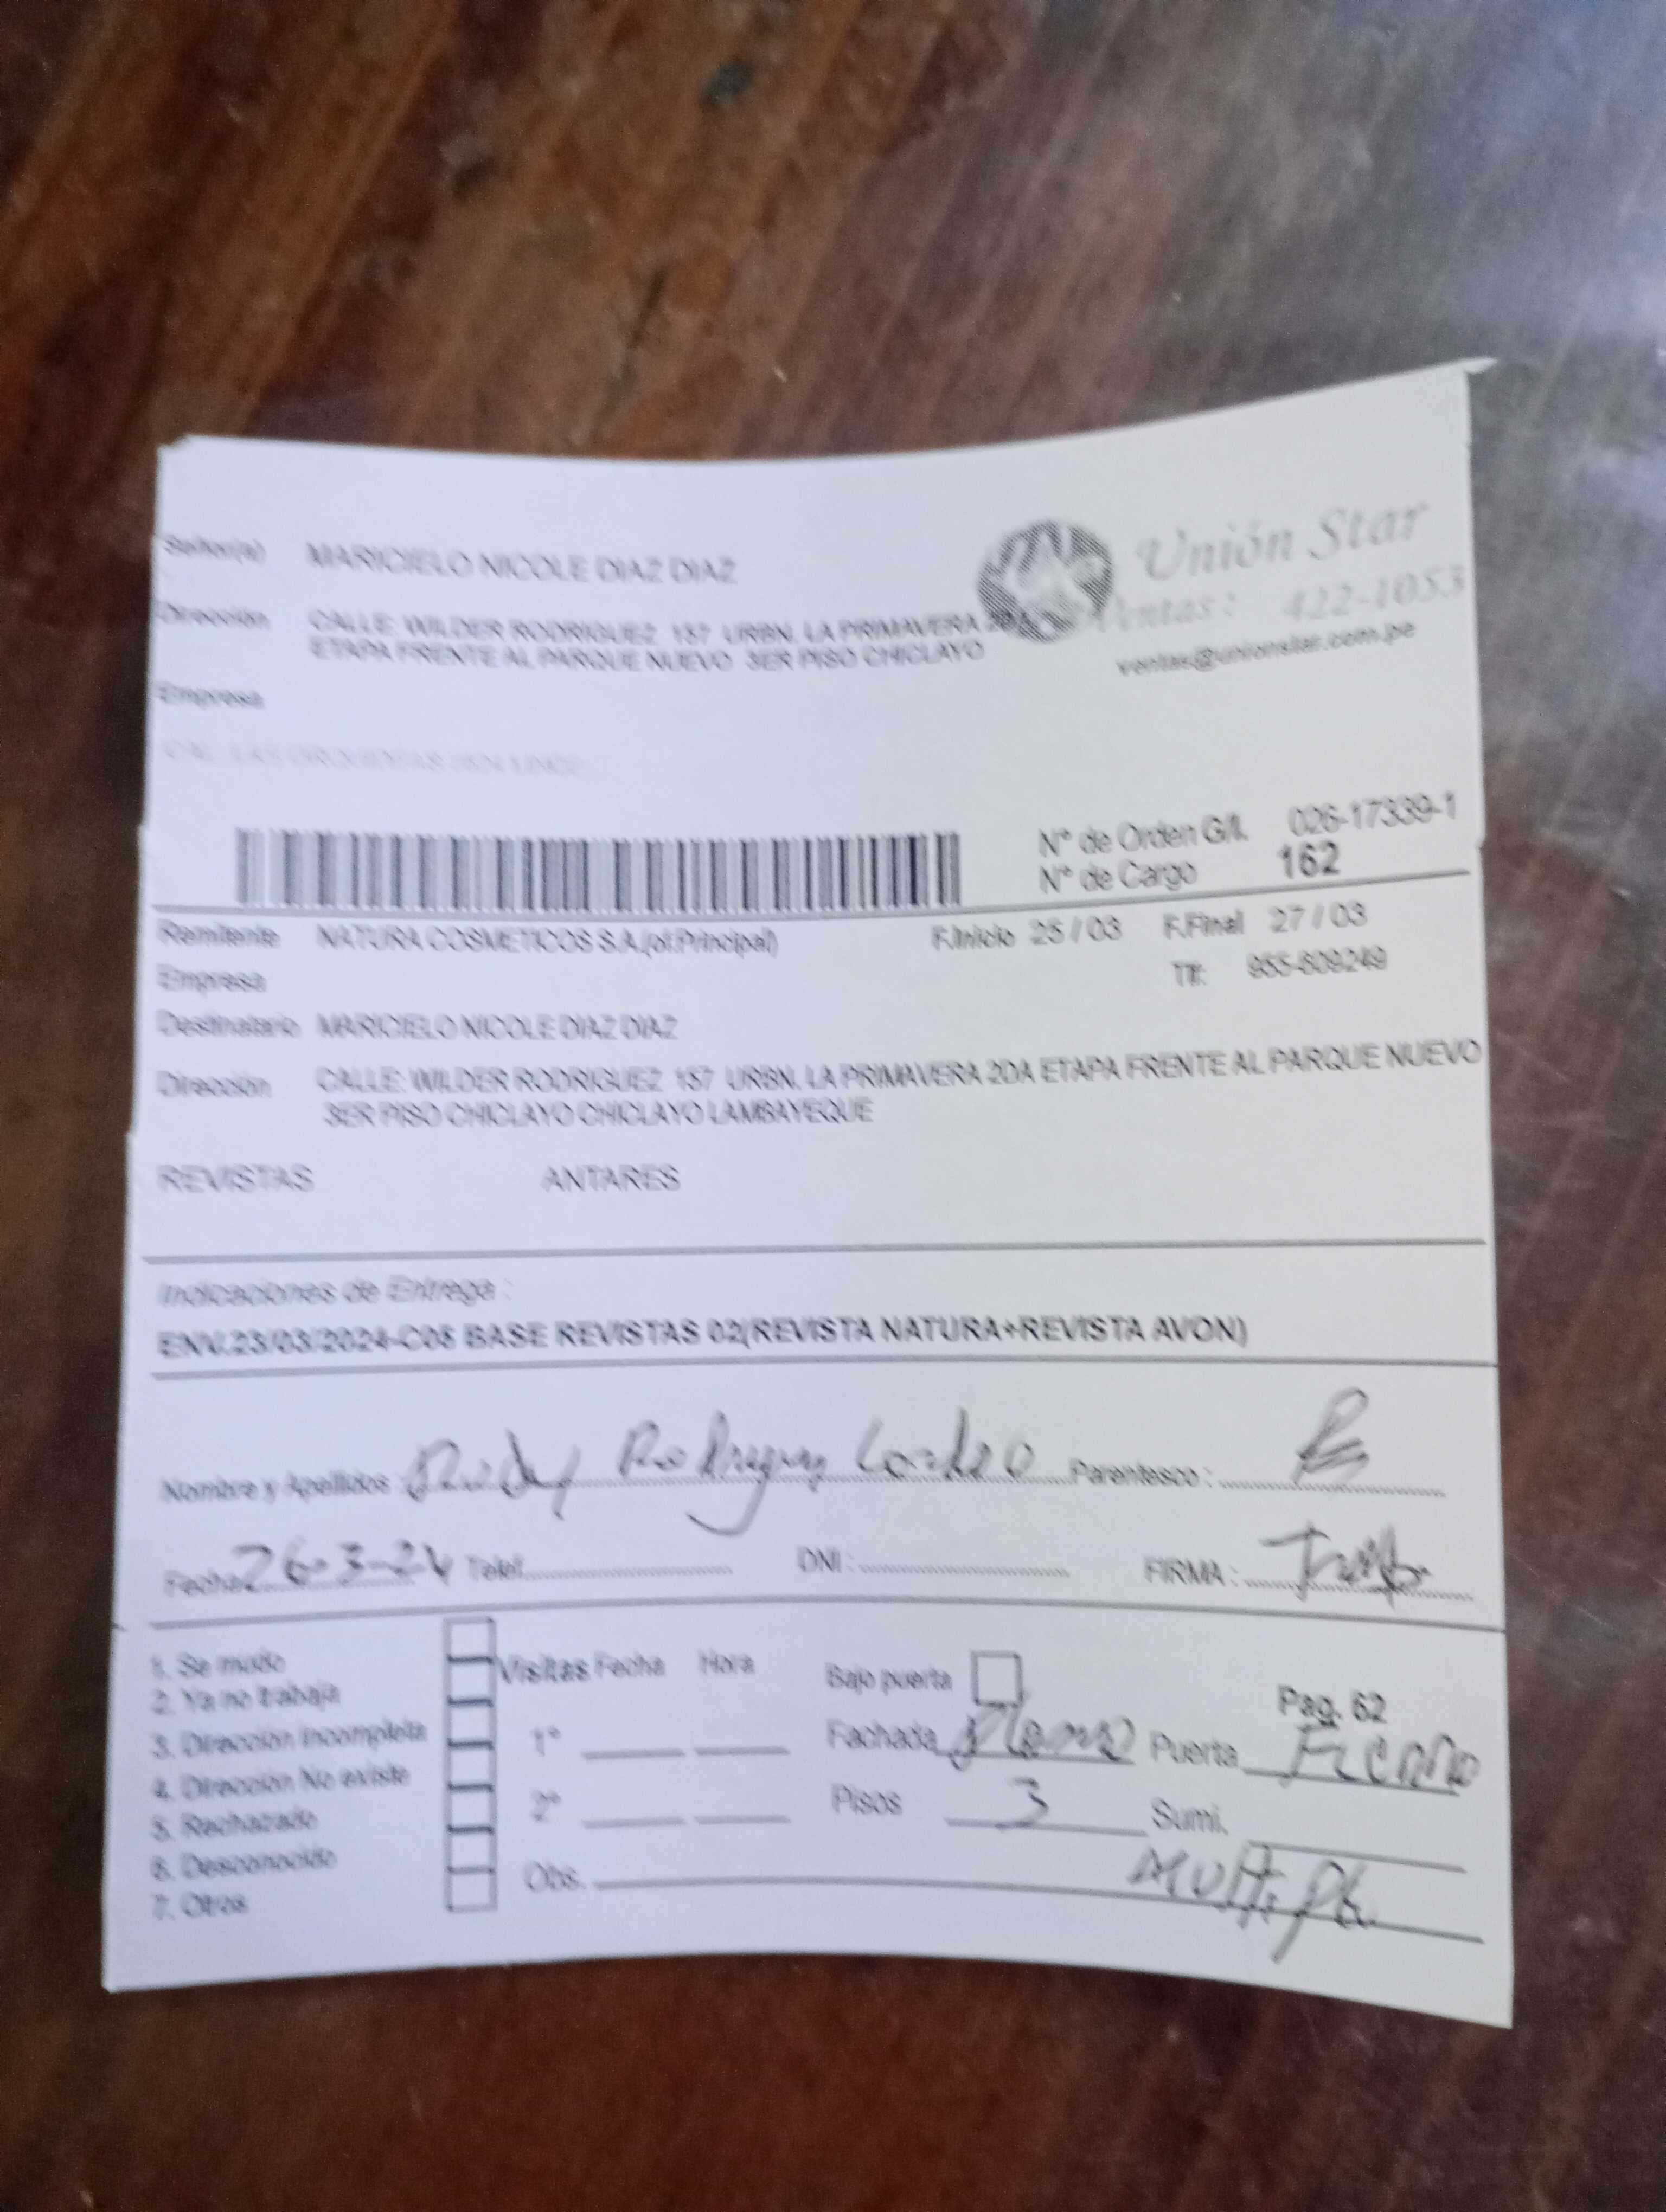 Señor(a) MARICIELO NICOLE DIAZ DIAZ
Unión Star
Dirección CALLE: WILDER RODRIGUEZ 157 URBN. LA PRIMAVERA 2DA
Ventas: 422-1053
ETAPA FRENTE AL PARQUE NUEVO 3ER PISO CHICLAYO
ventas@unionstar.com.pe
Empresa
N° de Orden G/I. 026-17339-1
N° de Cargo 162
Remitente NATURA COSMETICOS S.A.(of.Principal) F.Inicio 25 / 03 F.Final 27 / 03
Empresa Tlf: 955-609249
Destinatario MARICIELO NICOLE DIAZ DIAZ
Dirección CALLE: WILDER RODRIGUEZ 157 URBN. LA PRIMAVERA 2DA ETAPA FRENTE AL PARQUE NUEVO
3ER PISO CHICLAYO CHICLAYO LAMBAYEQUE
REVISTAS ANTARES
Indicaciones de Entrega :
ENV.23/03/2024-C05 BASE REVISTAS 02(REVISTA NATURA+REVISTA AVON)
Nombre y Apellidos : Rodriguez Parentesco :
Fecha 26-3-24 Telef. DNI : FIRMA :
1. Se mudo Visitas Fecha Hora Bajo puerta
2. Ya no trabaja Pag. 62
3. Dirección Incompleta 1° Fachada Puerta Fierro
4. Dirección No existe
5. Rechazado 2° Pisos 3 Sumi.
6. Desconocido
7. Otros Obs.